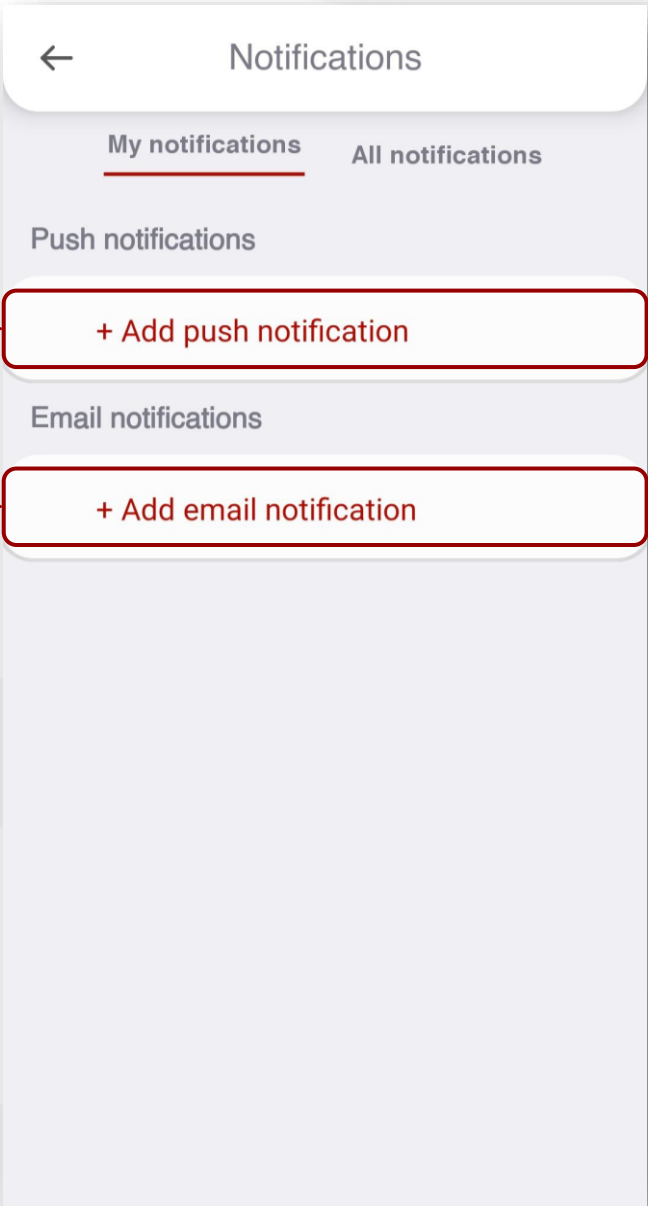 Notifications
My notifications
All notifications
Push notifications
+ Add push notification
Email notifications
+ Add email notification